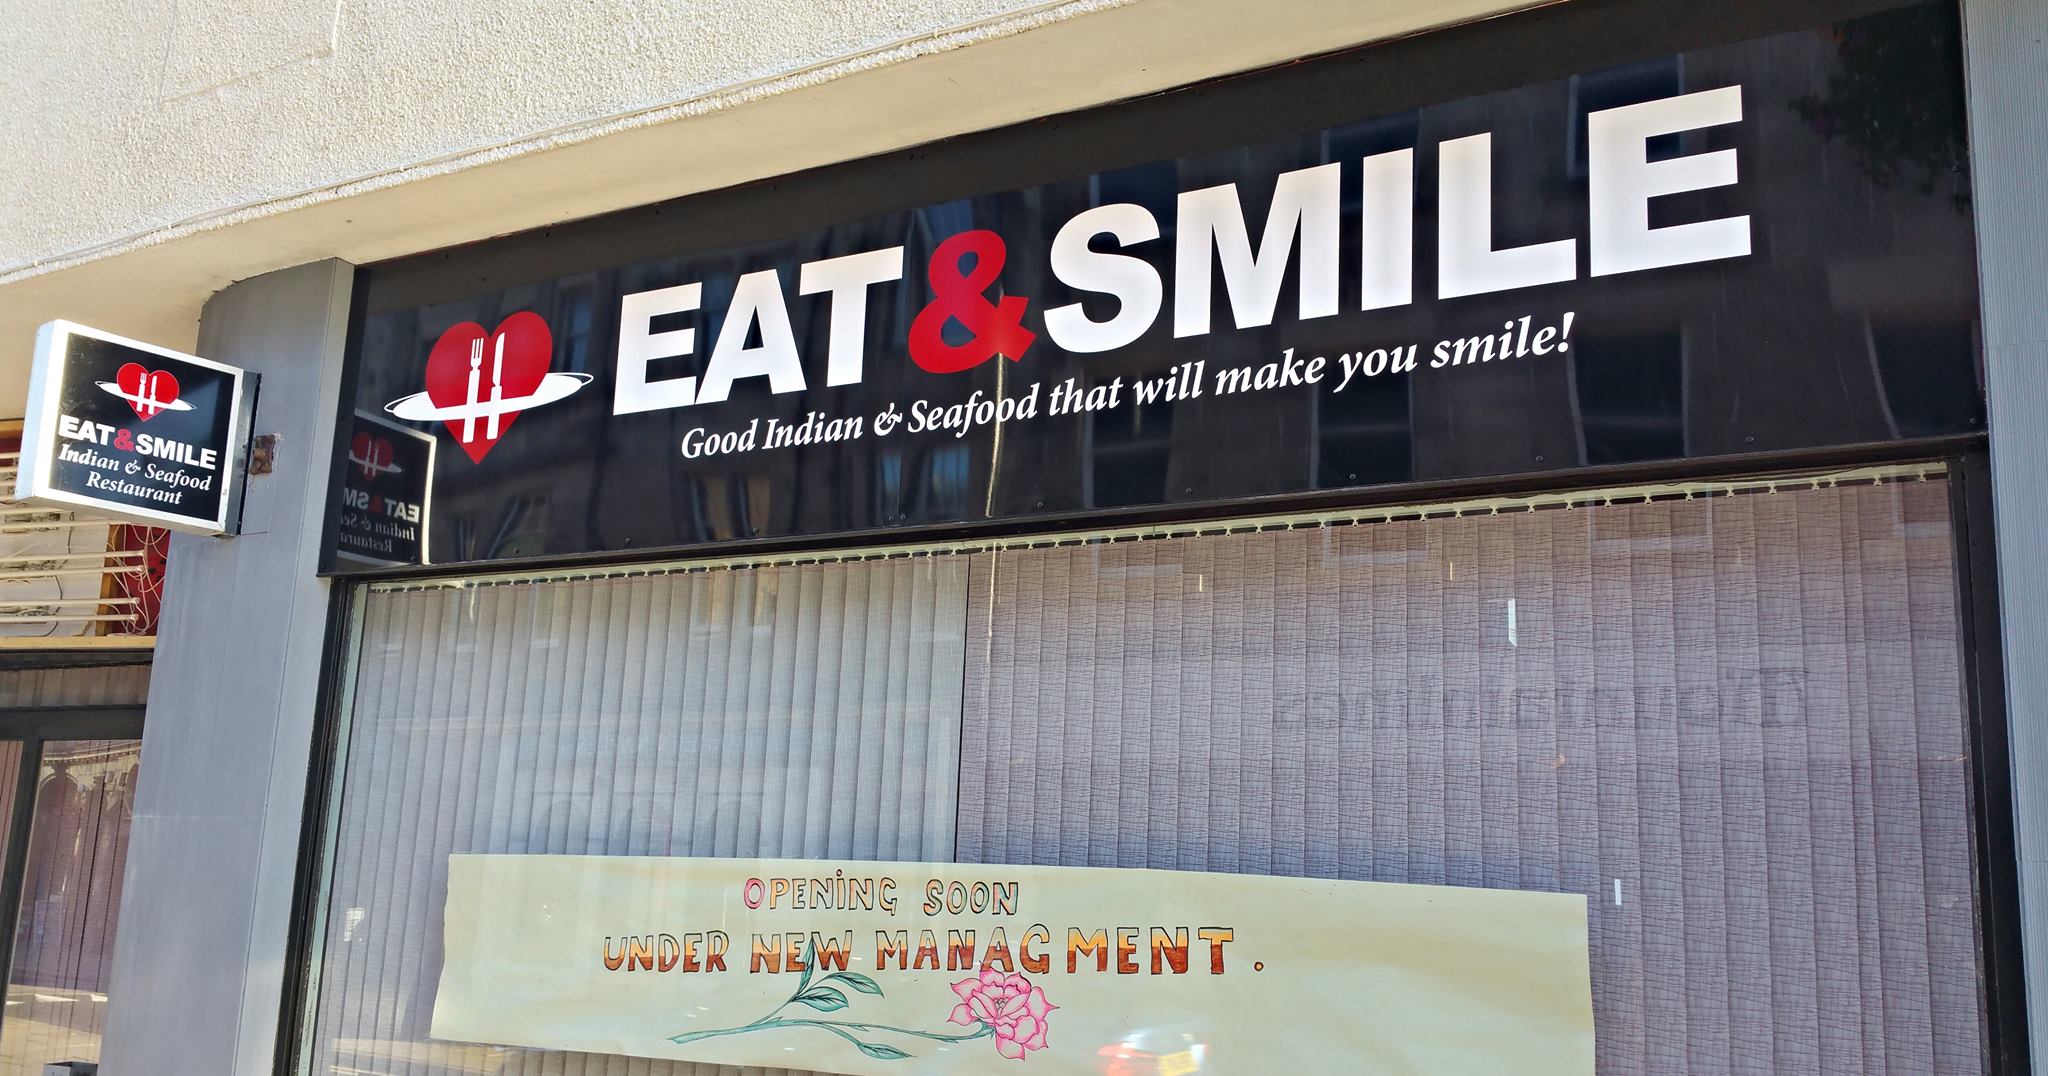 EAT & SMILE
Good Indian & Seafood that will make you smile!
EAT&SMILE
Indian & Seafood
Restaurant
OPENING SOON
UNDER NEW MANAGMENT.